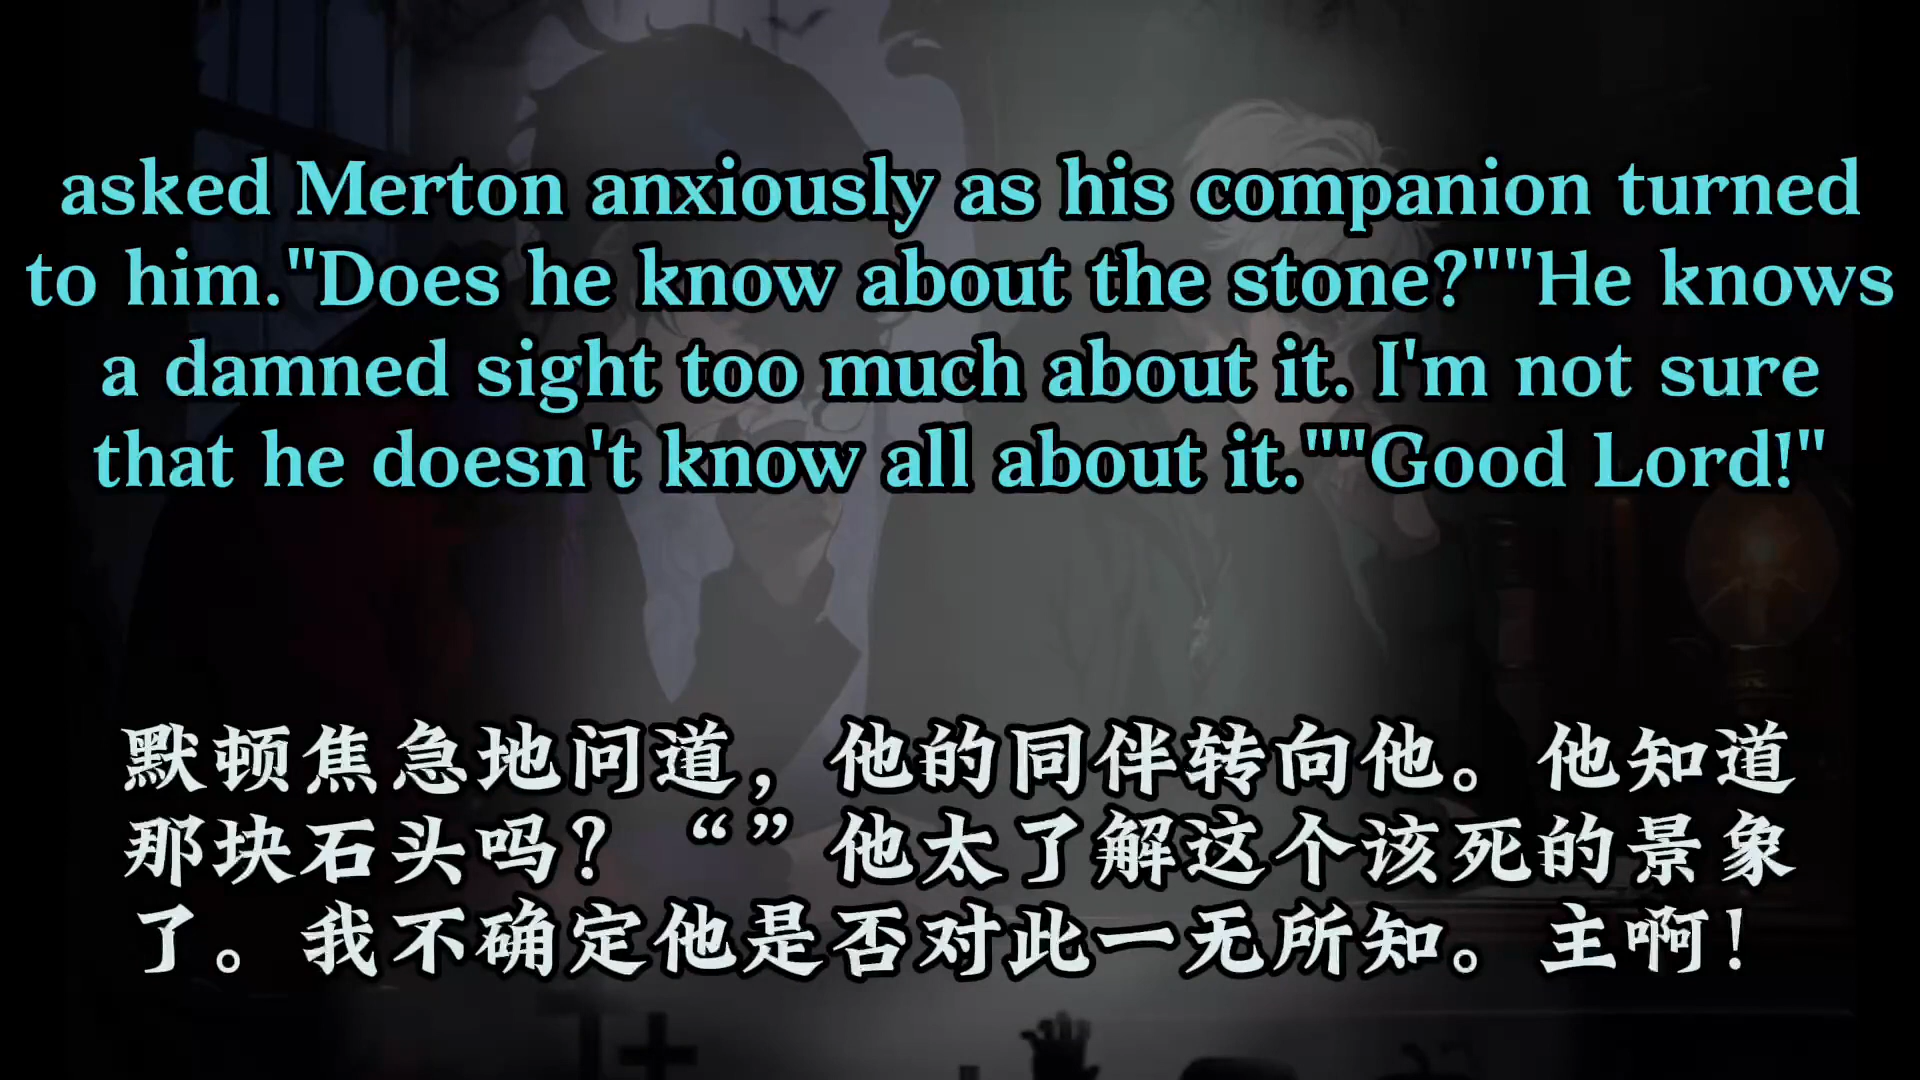 asked Merton anxiously as his companion turned
to him."Does he know about the stone?""He knows
a damned sight too much about it. I'm not sure
that he doesn't know all about it.""Good Lord!"
默顿焦急地问道，他的同伴转向他。他知道
那块石头吗？“”他太了解这个该死的景象
了。我不确定他是否对此一无所知。主啊！